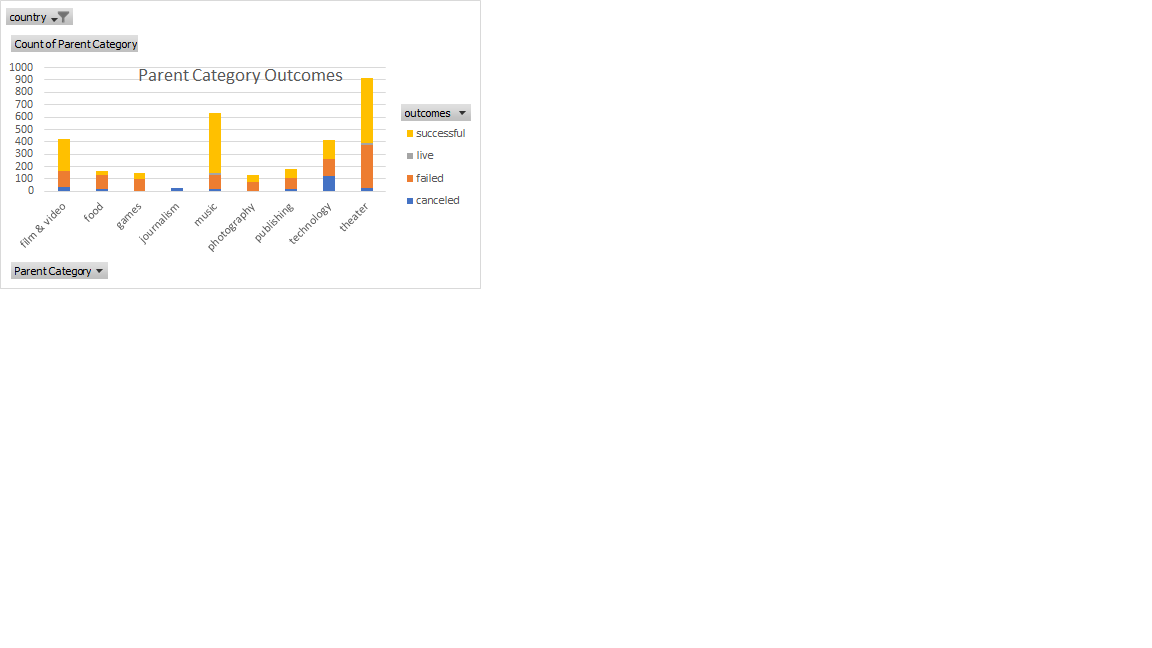 country
Count of Parent Category
Parent Category Outcomes
1000
900
800
700
600
500
400
300
200
100
0
film & video
food
games
journalism
music
photography
publishing
technology
theater
outcomes
successful
live
failed
canceled
Parent Category